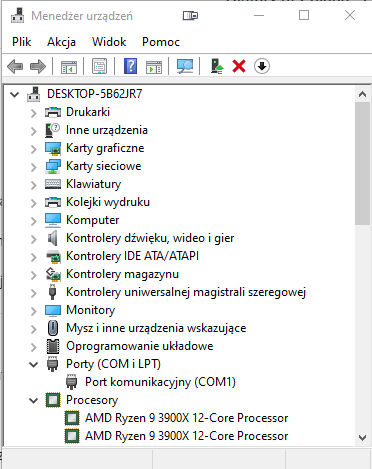 Menedżer urządzeń
Plik Akcja Widok Pomoc
DESKTOP-5B62JR7
Drukarki
Inne urządzenia
Karty graficzne
Karty sieciowe
Klawiatury
Kolejki wydruku
Komputer
Kontrolery dźwięku, wideo i gier
Kontrolery IDE ATA/ATAPI
Kontrolery magazynu
Kontrolery uniwersalnej magistrali szeregowej
Monitory
Mysz i inne urządzenia wskazujące
Oprogramowanie układowe
Porty (COM i LPT)
Port komunikacyjny (COM1)
Procesory
AMD Ryzen 9 3900X 12-Core Processor
AMD Ryzen 9 3900X 12-Core Processor